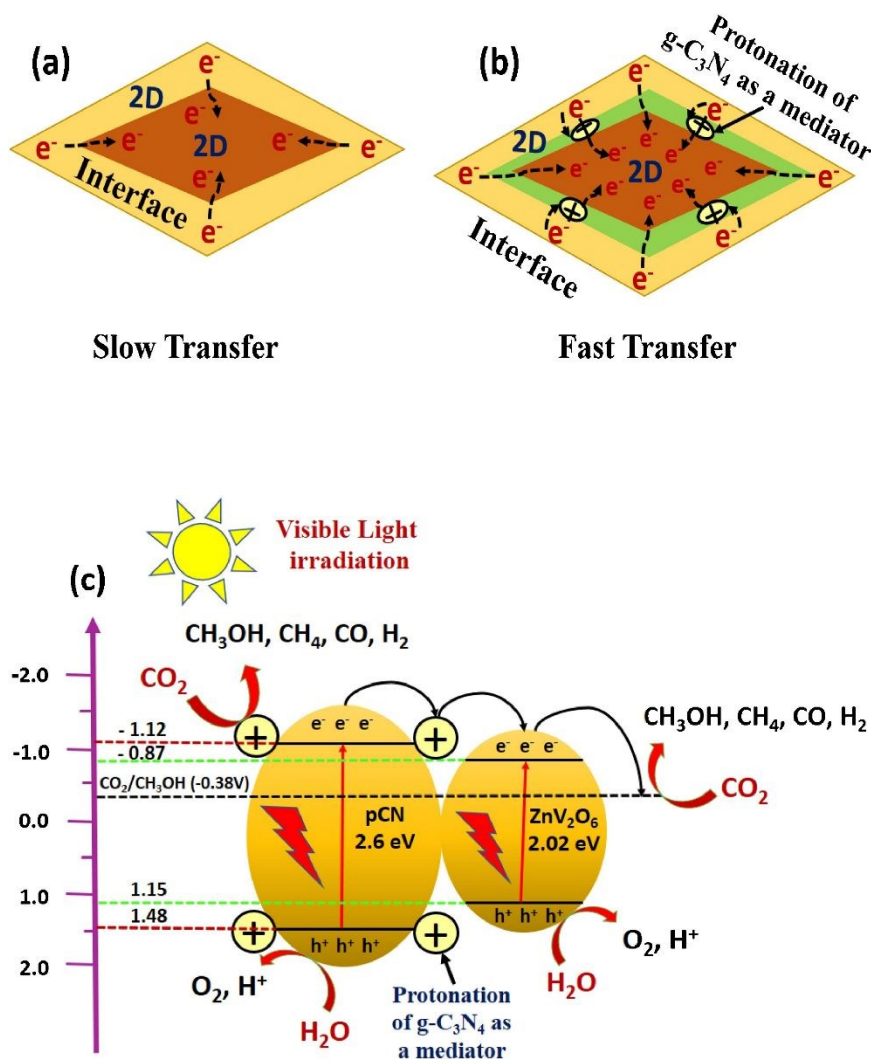 (a)
e⁻
2D
e⁻
e⁻
e⁻
e⁻
e⁻
2D
e⁻
e⁻
Interface
Slow Transfer
(b)
Protonation of
g-C₃N₄ as a mediator
e⁻
2D
e⁻
e⁻
+
+
e⁻
e⁻
e⁻
e⁻
e⁻
e⁻
2D
e⁻
e⁻
e⁻
e⁻
+
+
e⁻
e⁻
e⁻
Interface
Fast Transfer
(c)
Visible Light
irradiation
CH₃OH, CH₄, CO, H₂
CO₂
-2.0
- 1.12
-1.0
- 0.87
CO₂/CH₃OH (-0.38V)
0.0
1.0
1.15
1.48
2.0
+
e⁻ e⁻ e⁻
+
pCN
2.6 eV
+
h⁺ h⁺ h⁺
+
O₂, H⁺
H₂O
Protonation
of g-C₃N₄ as
a mediator
e⁻ e⁻ e⁻
ZnV₂O₆
2.02 eV
h⁺ h⁺ h⁺
CH₃OH, CH₄, CO, H₂
CO₂
O₂, H⁺
H₂O